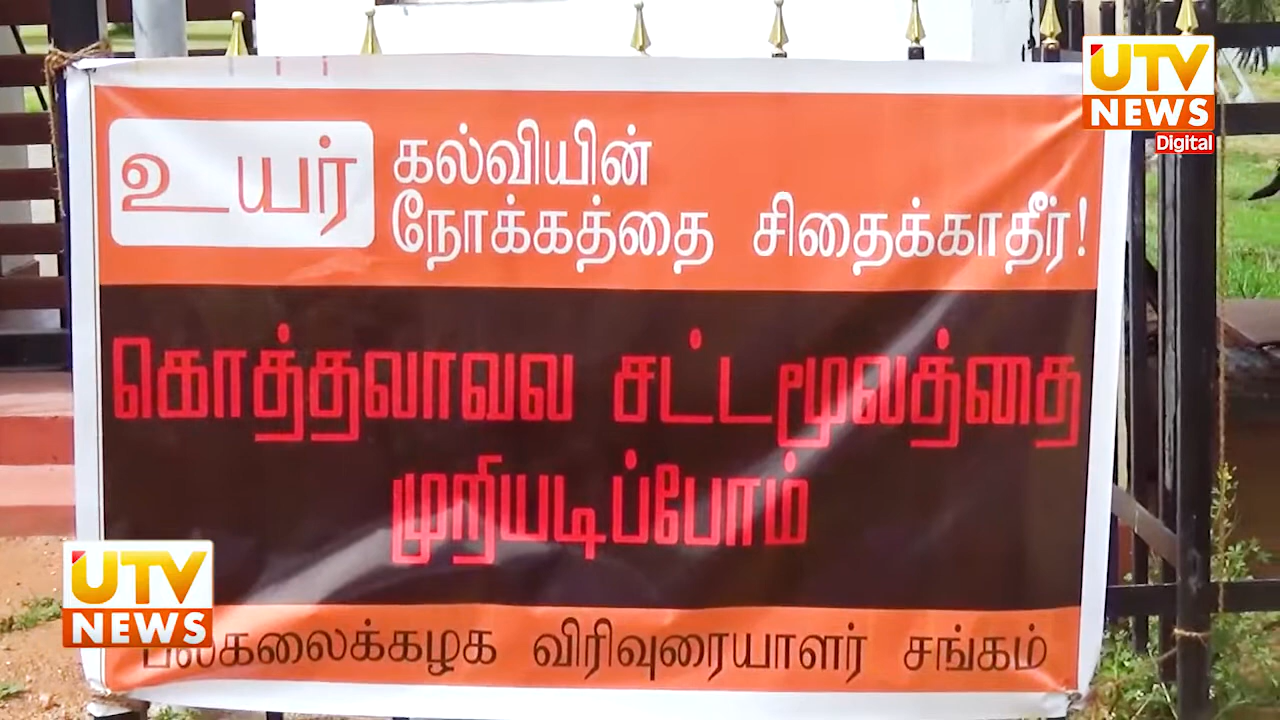 உயர் கல்வியின்
நோக்கத்தை சிதைக்காதீர்!
கொத்தலாவல சட்டமூலத்தை
முறியடிப்போம்
பல்கலைக்கழக விரிவுரையாளர் சங்கம்
UTV
NEWS
Digital
UTV
NEWS